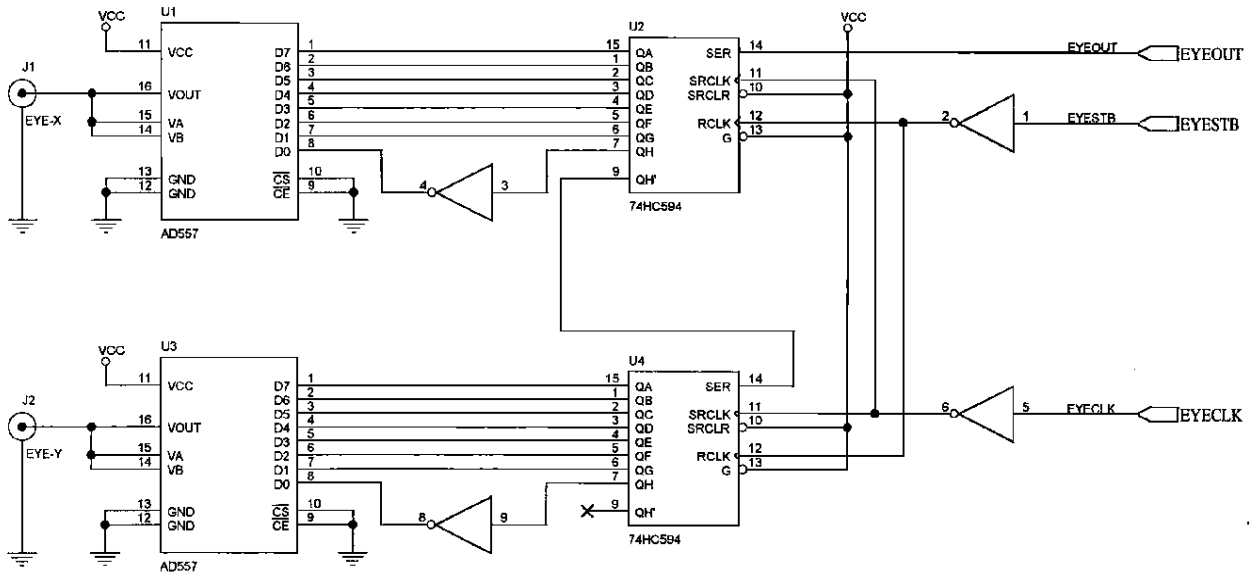 VCC
U1
11 VCC
J1
16 VOUT
EYE-X
15 VA
14 VB
13 GND
12 GND
D7 1
D6 2
D5 3
D4 4
D3 5
D2 6
D1 7
D0 8
CS 10
CE 9
AD557
4 3
U2
15 QA
1 QB
2 QC
3 QD
4 QE
5 QF
6 QG
7 QH
9 QH'
SER 14
SRCLK 11
SRCLR 10
RCLK 12
G 13
74HC594
VCC
EYEOUT EYEOUT
2 1 EYESTB EYESTB
VCC
U3
11 VCC
J2
16 VOUT
EYE-Y
15 VA
14 VB
13 GND
12 GND
D7 1
D6 2
D5 3
D4 4
D3 5
D2 6
D1 7
D0 8
CS 10
CE 9
AD557
8 9
U4
15 QA
1 QB
2 QC
3 QD
4 QE
5 QF
6 QG
7 QH
9 QH'
SER 14
SRCLK 11
SRCLR 10
RCLK 12
G 13
74HC594
6 5 EYECLK EYECLK